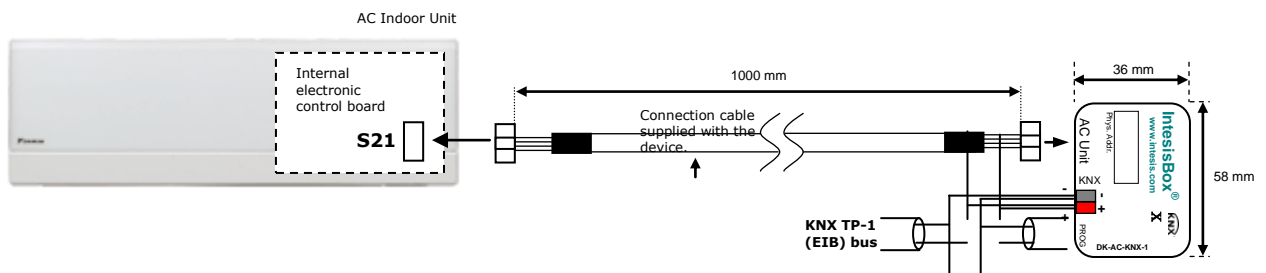 AC Indoor Unit
Internal
electronic
control board
S21
1000 mm
Connection cable
supplied with the
device.
36 mm
58 mm
IntesisBox®
www.intesis.com
Phys. Addr.
AC Unit
KNX
-
-
+
+
PROG
X
KNX
DK-AC-KNX-1
KNX TP-1
(EIB) bus
DAIKIN